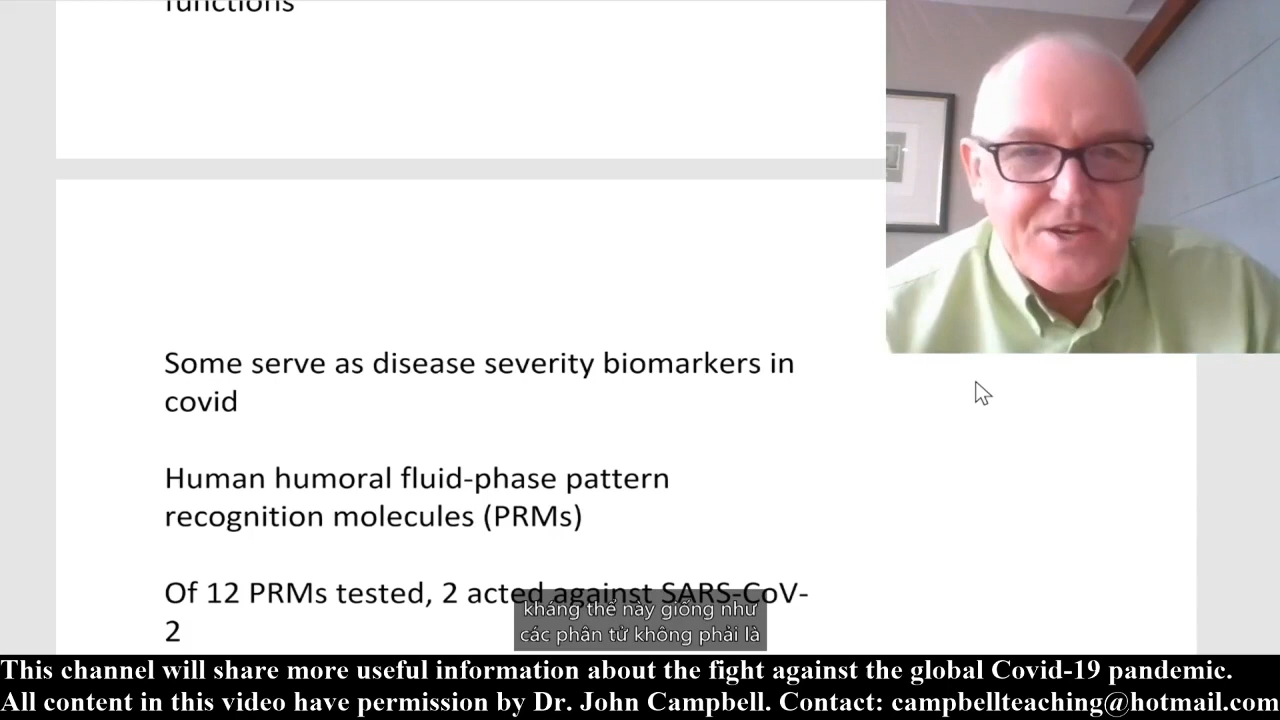 functions
Some serve as disease severity biomarkers in
covid
Human humoral fluid-phase pattern
recognition molecules (PRMs)
Of 12 PRMs tested, 2 acted against SARS-CoV-
2
kháng thể này giống như
các phân tử không phải là
This channel will share more useful information about the fight against the global Covid-19 pandemic.
All content in this video have permission by Dr. John Campbell. Contact: campbellteaching@hotmail.com